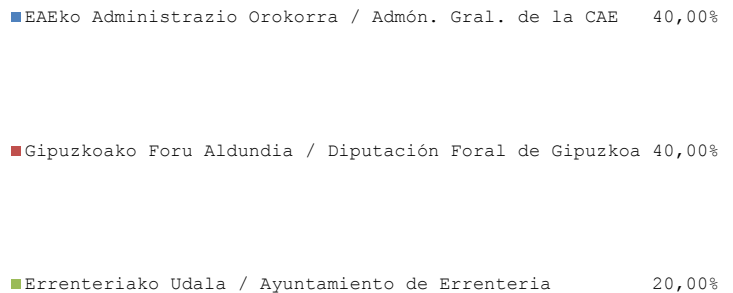 EAEko Administrazio Orokorra / Admón. Gral. de la CAE 40,00%
Gipuzkoako Foru Aldundia / Diputación Foral de Gipuzkoa 40,00%
Errenteriako Udala / Ayuntamiento de Errenteria 20,00%